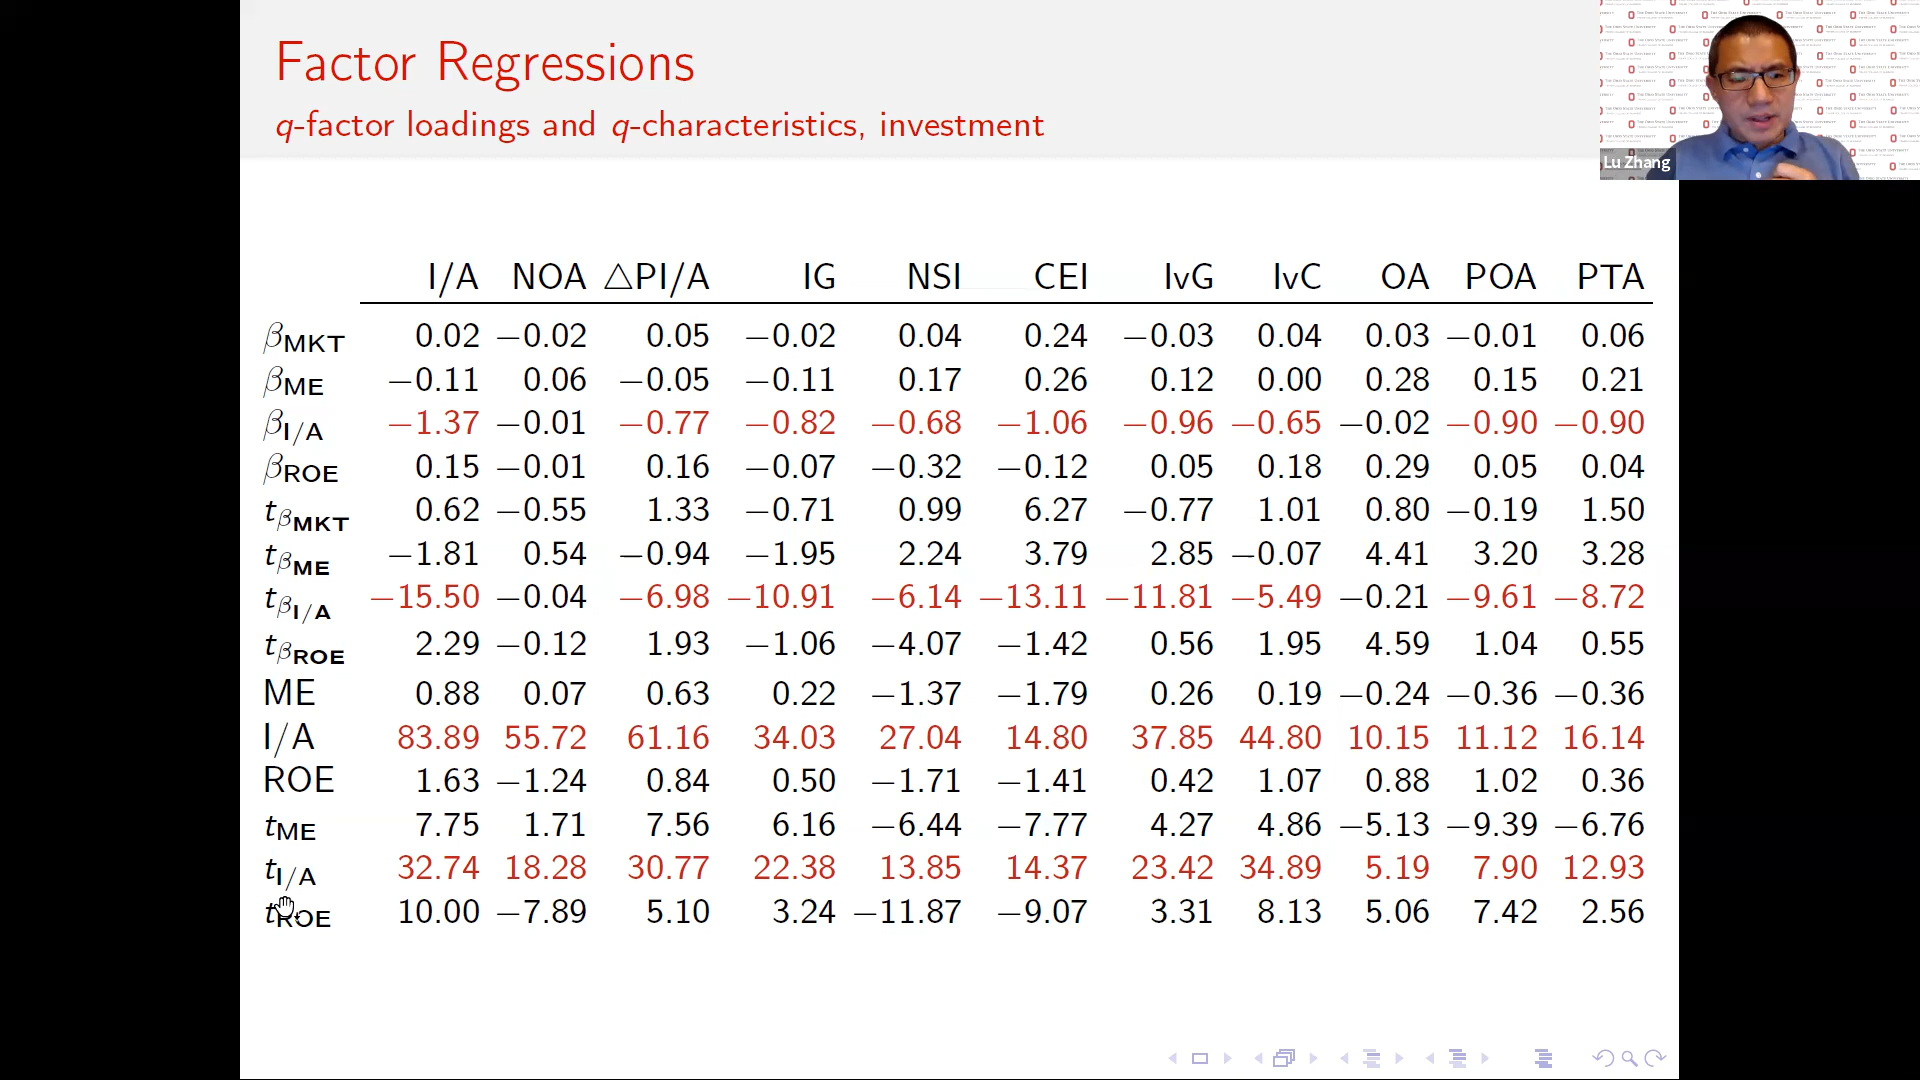 Factor Regressions
q-factor loadings and q-characteristics, investment
Lu Zhang
I/A NOA △PI/A IG NSI CEI IvG IvC OA POA PTA
βMKT 0.02 −0.02 0.05 −0.02 0.04 0.24 −0.03 0.04 0.03 −0.01 0.06
βME −0.11 0.06 −0.05 −0.11 0.17 0.26 0.12 0.00 0.28 0.15 0.21
βI/A −1.37 −0.01 −0.77 −0.82 −0.68 −1.06 −0.96 −0.65 −0.02 −0.90 −0.90
βROE 0.15 −0.01 0.16 −0.07 −0.32 −0.12 0.05 0.18 0.29 0.05 0.04
tβMKT 0.62 −0.55 1.33 −0.71 0.99 6.27 −0.77 1.01 0.80 −0.19 1.50
tβME −1.81 0.54 −0.94 −1.95 2.24 3.79 2.85 −0.07 4.41 3.20 3.28
tβI/A −15.50 −0.04 −6.98 −10.91 −6.14 −13.11 −11.81 −5.49 −0.21 −9.61 −8.72
tβROE 2.29 −0.12 1.93 −1.06 −4.07 −1.42 0.56 1.95 4.59 1.04 0.55
ME 0.88 0.07 0.63 0.22 −1.37 −1.79 0.26 0.19 −0.24 −0.36 −0.36
I/A 83.89 55.72 61.16 34.03 27.04 14.80 37.85 44.80 10.15 11.12 16.14
ROE 1.63 −1.24 0.84 0.50 −1.71 −1.41 0.42 1.07 0.88 1.02 0.36
tME 7.75 1.71 7.56 6.16 −6.44 −7.77 4.27 4.86 −5.13 −9.39 −6.76
tI/A 32.74 18.28 30.77 22.38 13.85 14.37 23.42 34.89 5.19 7.90 12.93
tROE 10.00 −7.89 5.10 3.24 −11.87 −9.07 3.31 8.13 5.06 7.42 2.56